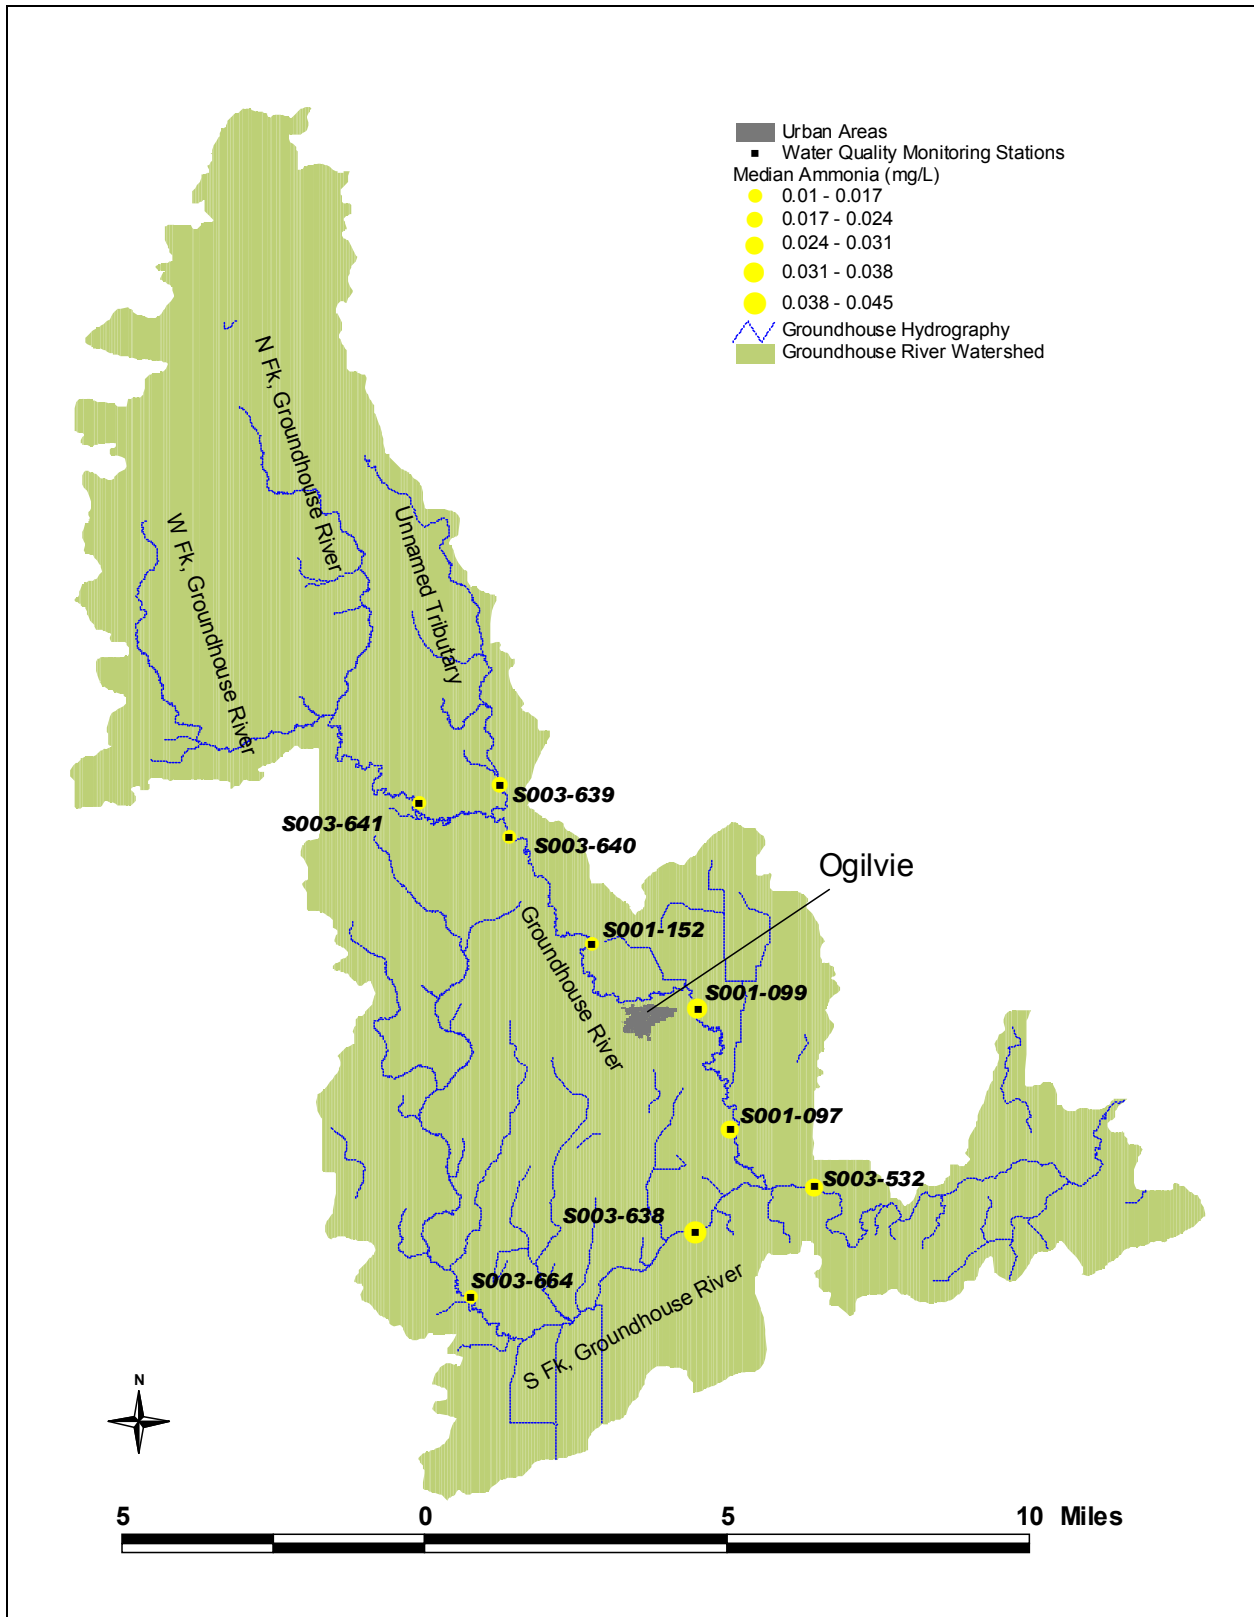 Urban Areas
Water Quality Monitoring Stations
Median Ammonia (mg/L)
0.01 - 0.017
0.017 - 0.024
0.024 - 0.031
0.031 - 0.038
0.038 - 0.045
Groundhouse Hydrography
Groundhouse River Watershed
N Fk, Groundhouse River
W Fk, Groundhouse River
Unnamed Tributary
S003-639
S003-641
S003-640
Ogilvie
Groundhouse River
S001-152
S001-099
S001-097
S003-532
S003-638
S003-664
S Fk, Groundhouse River
N
5 0 5 10 Miles